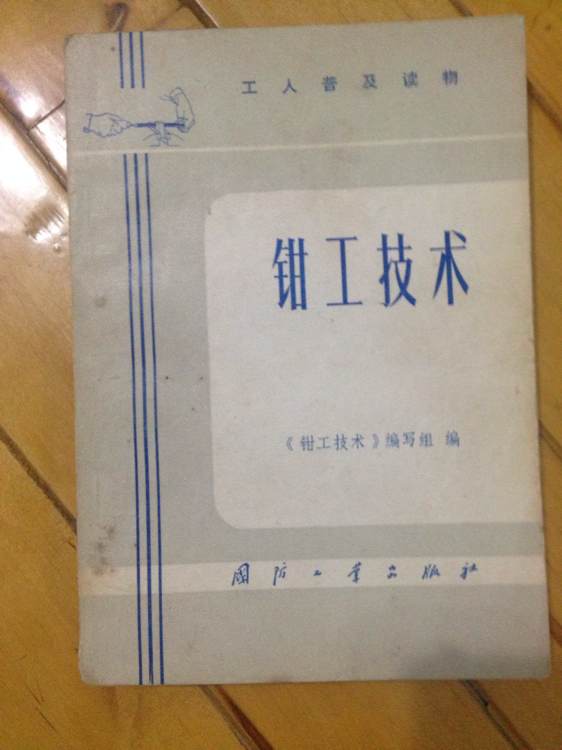 工人普及读物
钳工技术
《钳工技术》编写组 编
国防工业出版社